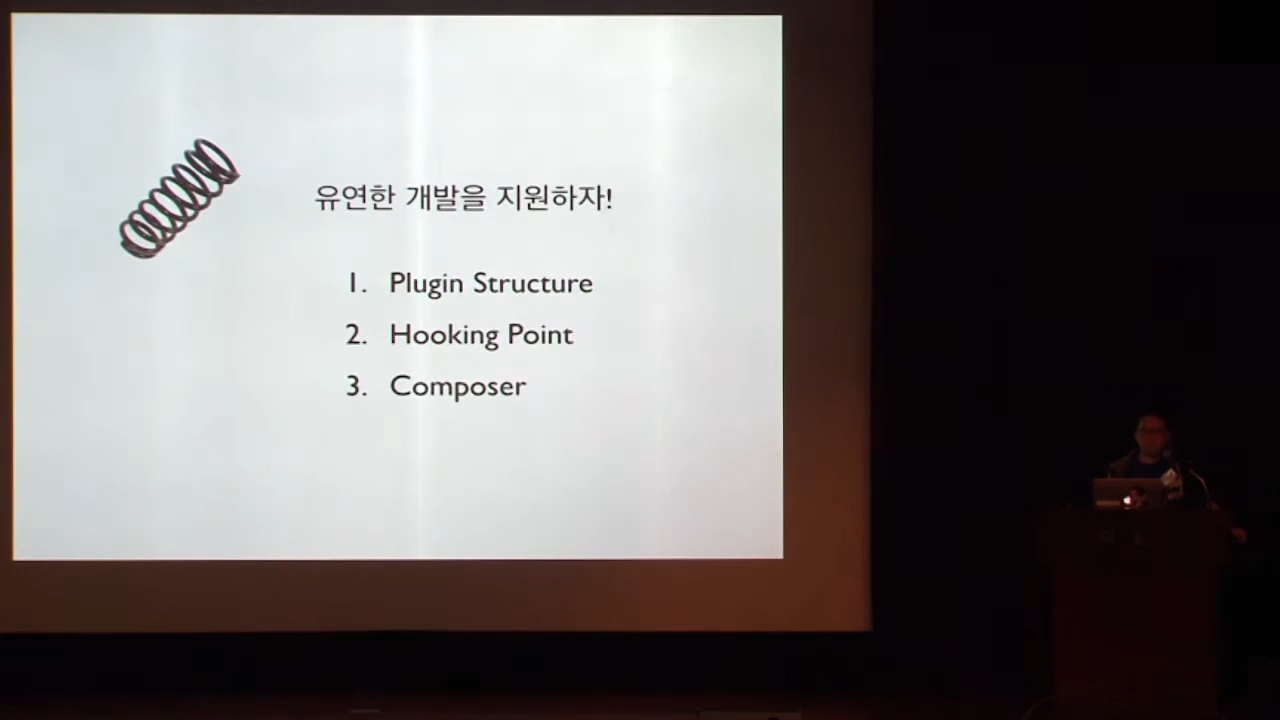 유연한 개발을 지원하자!
1. Plugin Structure
2. Hooking Point
3. Composer